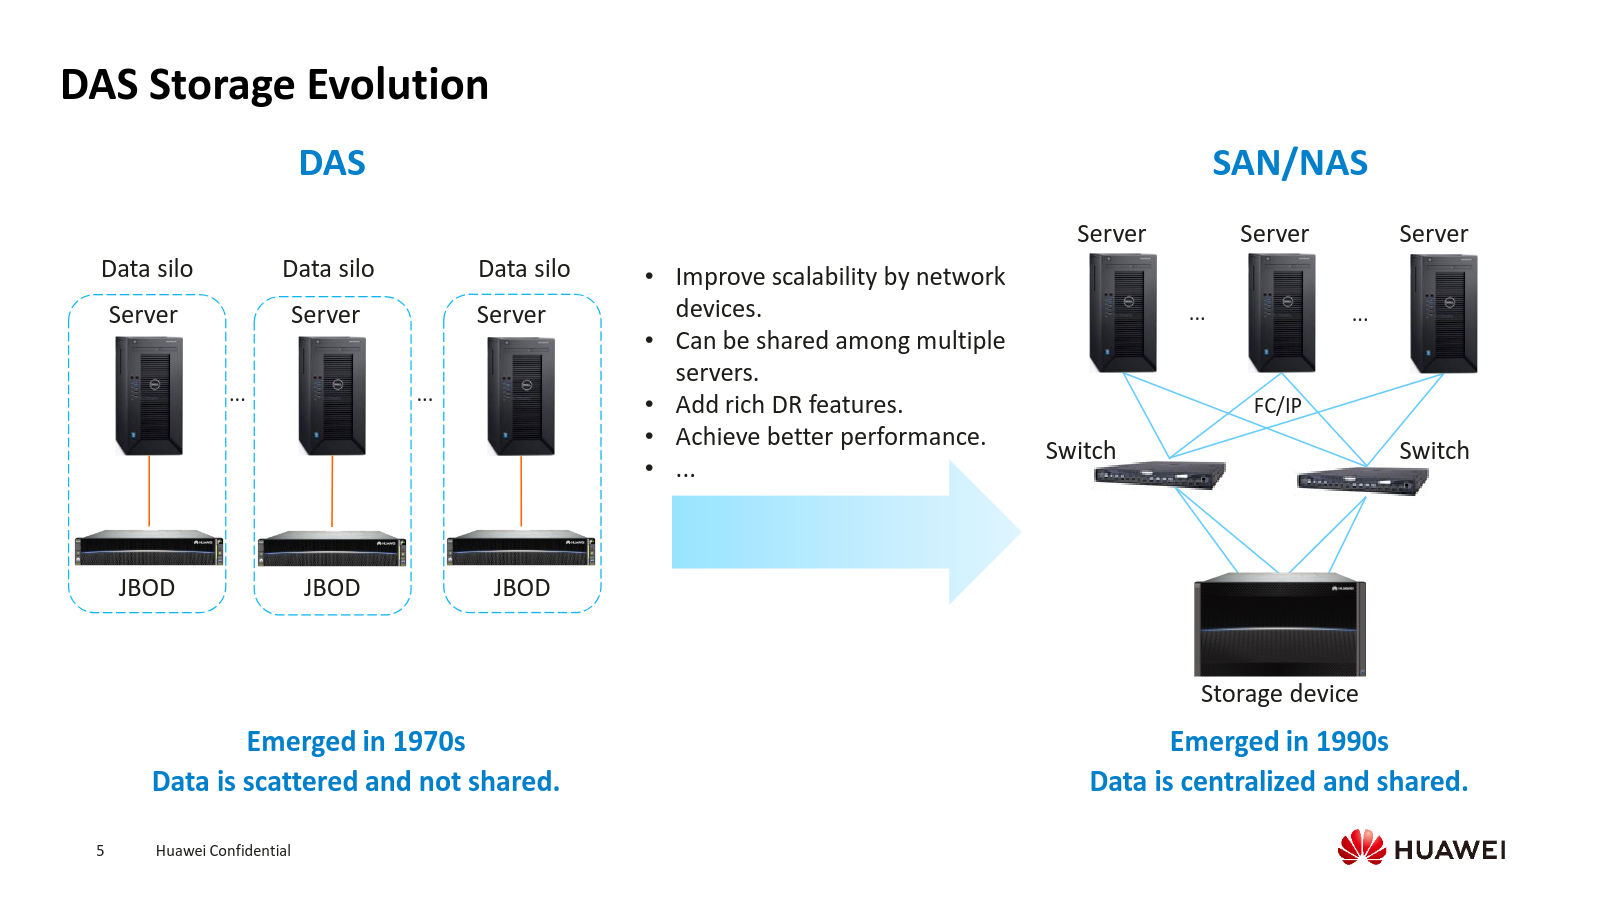 DAS Storage Evolution
DAS
Data silo
Data silo
Data silo
Server
Server
Server
...
...
JBOD
JBOD
JBOD
Emerged in 1970s
Data is scattered and not shared.
• Improve scalability by network
devices.
• Can be shared among multiple
servers.
• Add rich DR features.
• Achieve better performance.
• ...
SAN/NAS
Server
Server
Server
...
...
FC/IP
Switch
Switch
HUAWEI
Storage device
Emerged in 1990s
Data is centralized and shared.
5
Huawei Confidential
HUAWEI